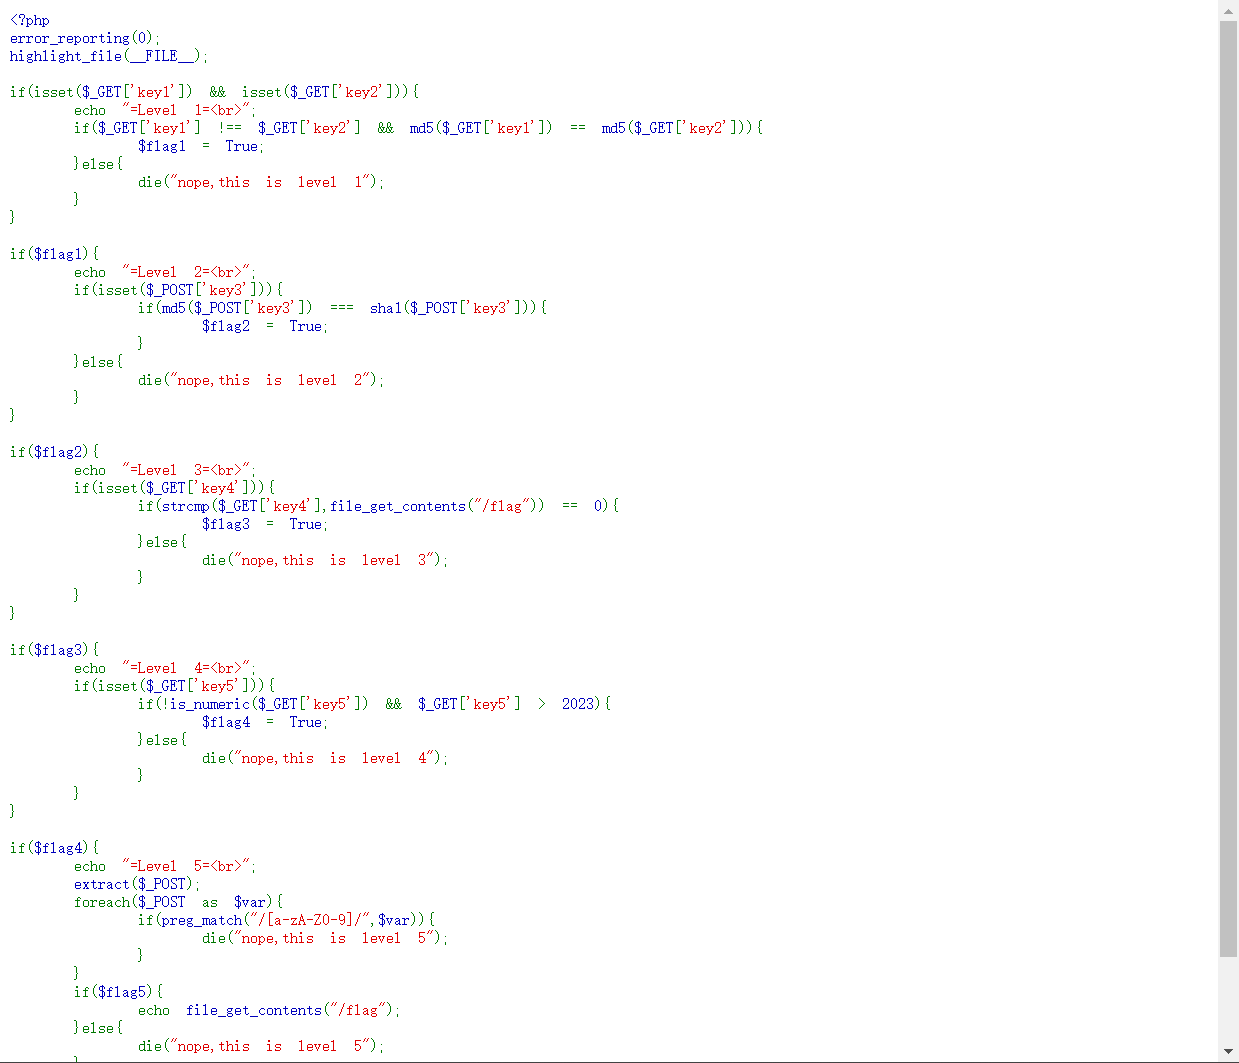 <?php
error_reporting(0);
highlight_file(__FILE__);

if(isset($_GET['key1']) && isset($_GET['key2'])){
        echo "=Level 1=<br>";
        if($_GET['key1'] !== $_GET['key2'] && md5($_GET['key1']) == md5($_GET['key2'])){
                $flag1 = True;
        }else{
                die("nope,this is level 1");
        }
}

if($flag1){
        echo "=Level 2=<br>";
        if(isset($_POST['key3'])){
                if(md5($_POST['key3']) === sha1($_POST['key3'])){
                        $flag2 = True;
                }
        }else{
                die("nope,this is level 2");
        }
}

if($flag2){
        echo "=Level 3=<br>";
        if(isset($_GET['key4'])){
                if(strcmp($_GET['key4'],file_get_contents("/flag")) == 0){
                        $flag3 = True;
                }else{
                        die("nope,this is level 3");
                }
        }
}

if($flag3){
        echo "=Level 4=<br>";
        if(isset($_GET['key5'])){
                if(!is_numeric($_GET['key5']) && $_GET['key5'] > 2023){
                        $flag4 = True;
                }else{
                        die("nope,this is level 4");
                }
        }
}

if($flag4){
        echo "=Level 5=<br>";
        extract($_POST);
        foreach($_POST as $var){
                if(preg_match("/[a-zA-Z0-9]/",$var)){
                        die("nope,this is level 5");
                }
        }
        if($flag5){
                echo file_get_contents("/flag");
        }else{
                die("nope,this is level 5");
        }